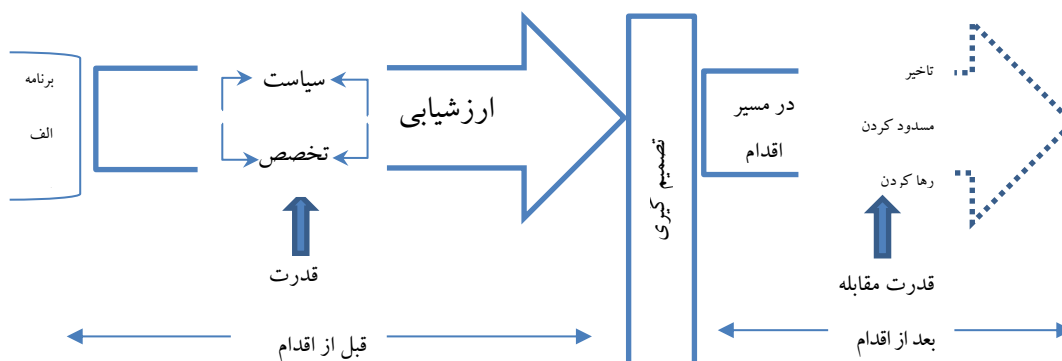 برنامه
الف
سیاست
تخصص
قدرت
ارزشیابی
قبل از اقدام
تصمیم گیری
در مسیر
اقدام
تاخیر
مسدود کردن
رها کردن
قدرت مقابله
بعد از اقدام